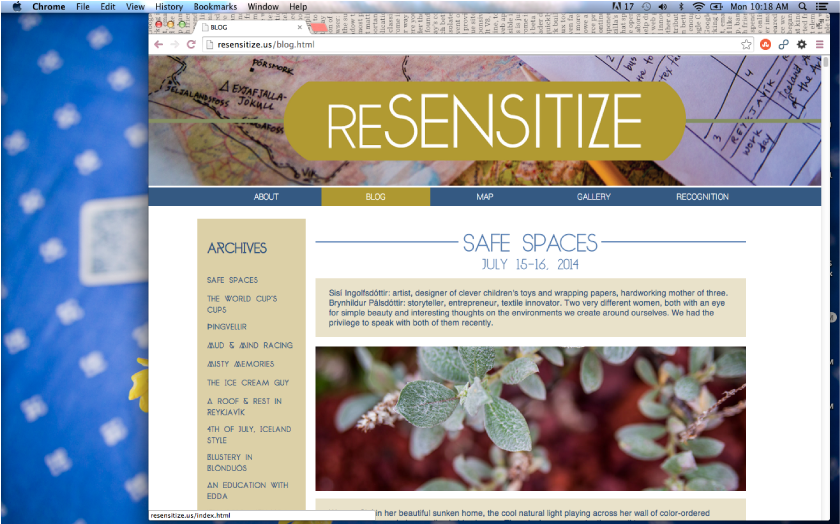 Chrome File Edit View History Bookmarks Window Help
17 Mon 10:18 AM
BLOG
resensitize.us/blog.html
ÞÓRSMÖRK
EYJAFJALLA-
JÖKULL
SELJALANDSFOSS
RESENSITIZE
4
3
REYKJAVIK
work
day
ABOUT BLOG MAP GALLERY RECOGNITION
ARCHIVES
SAFE SPACES
THE WORLD CUP'S
CUPS
ÞINGVELLIR
MUD & MIND RACING
MISTY MEMORIES
THE ICE CREAM GUY
A ROOF & REST IN
REYKJAVÍK
4TH OF JULY, ICELAND
STYLE
BLUSTERY IN
BLÖNDUÓS
AN EDUCATION WITH
EDDA
SAFE SPACES
JULY 15-16, 2014
Sísí Ingolfsdóttir: artist, designer of clever children's toys and wrapping papers, hardworking mother of three.
Brynhildur Pálsdóttir: storyteller, entrepreneur, textile innovator. Two very different women, both with an eye
for simple beauty and interesting thoughts on the environments we create around ourselves. We had the
privilege to speak with both of them recently.
in her beautiful sunken home, the cool natural light playing across her wall of color-ordered
resensitize.us/index.html